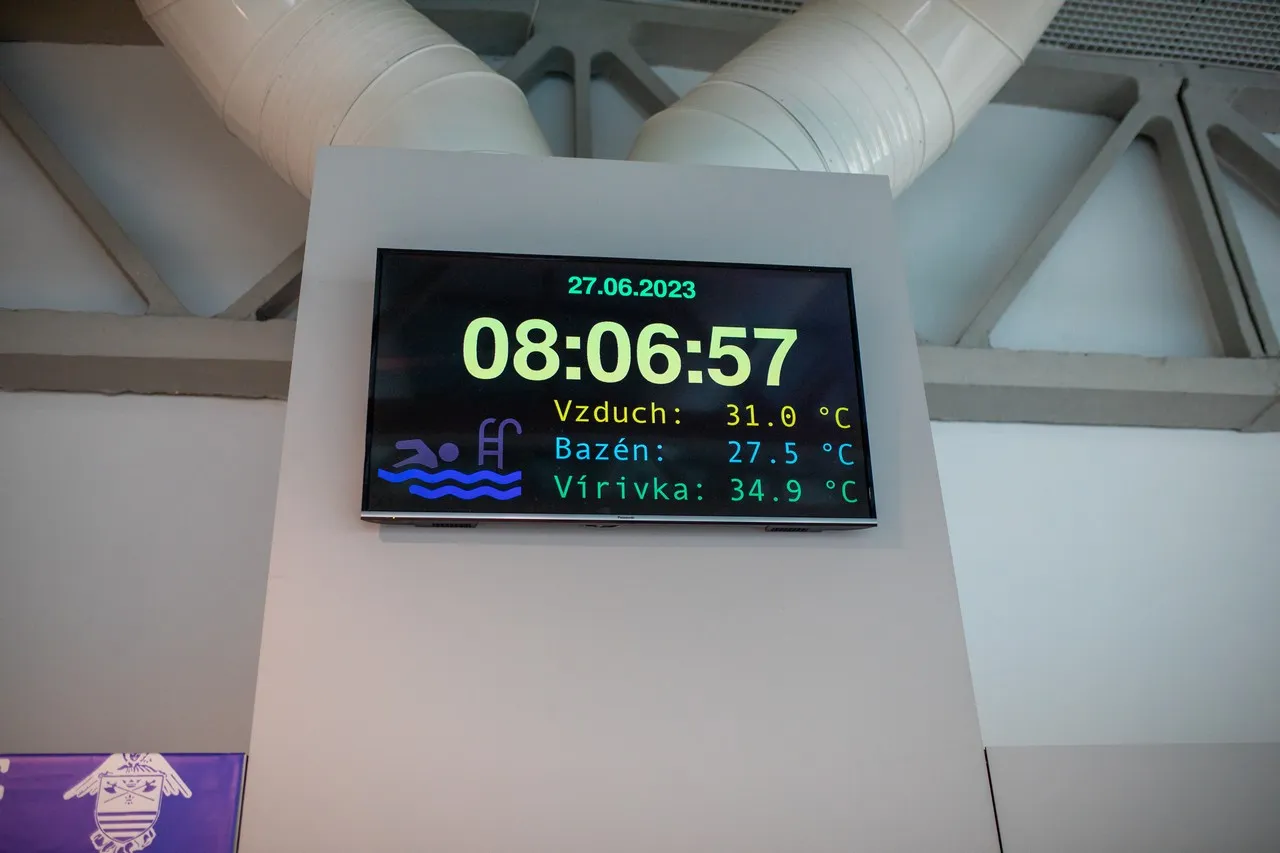 27.06.2023
08:06:57
Vzduch: 31.0 °C
Bazén: 27.5 °C
Vírivka: 34.9 °C